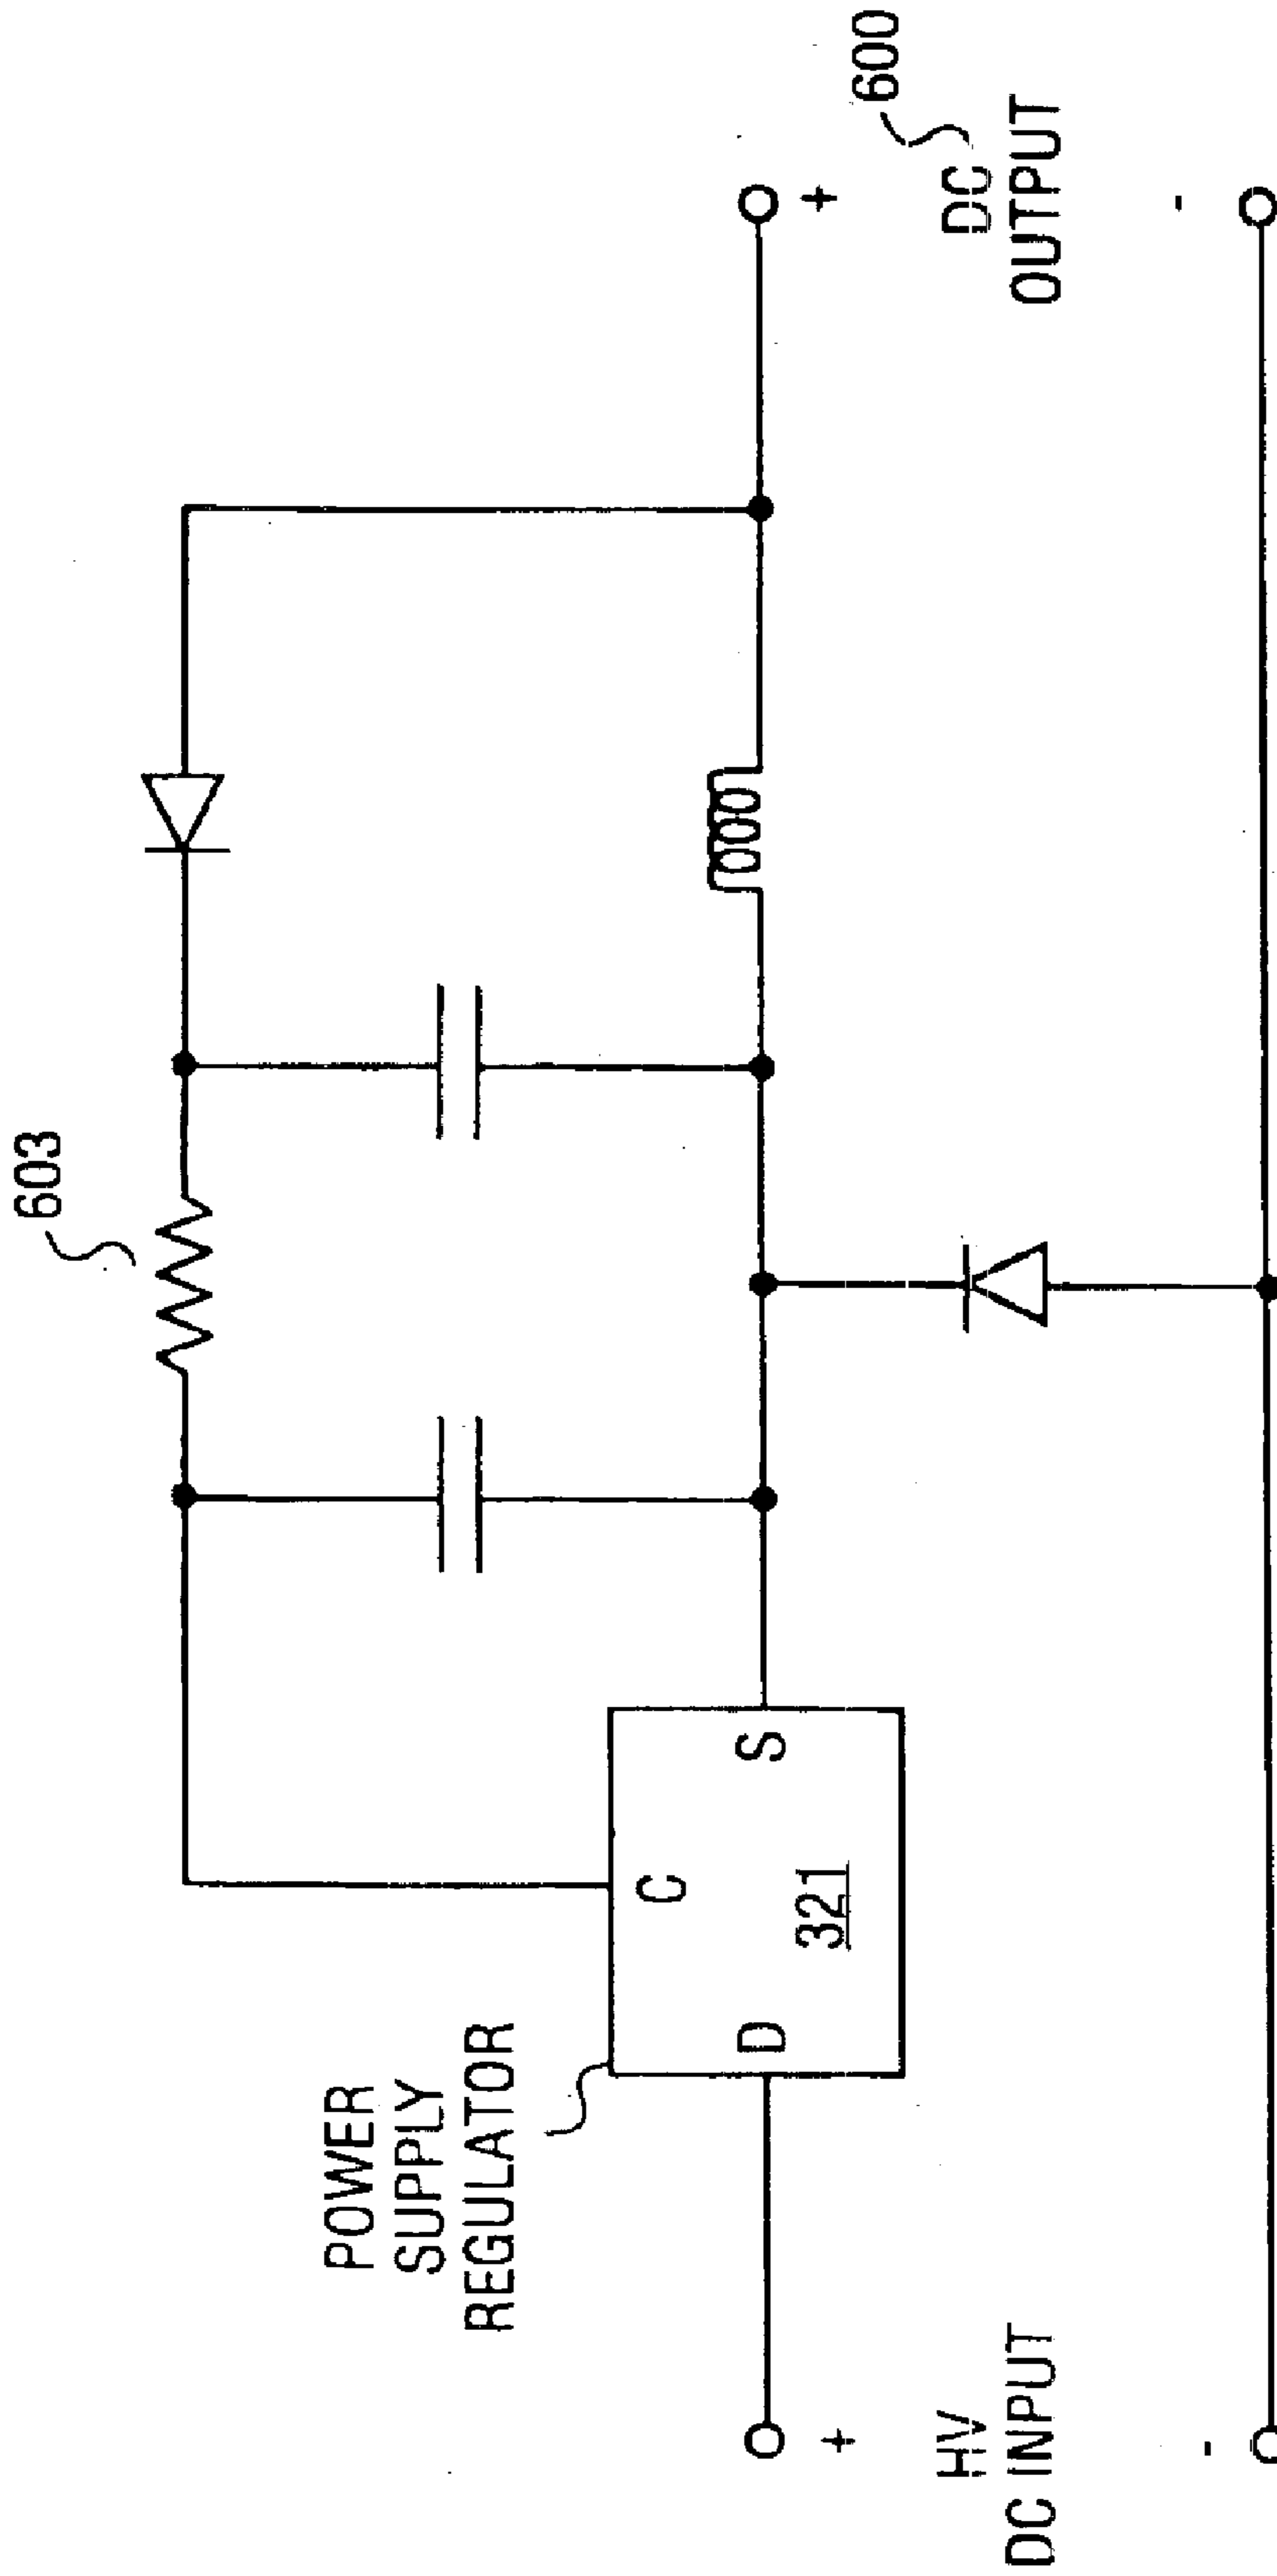 603
POWER
SUPPLY
REGULATOR
C
D
S
321
+
HV
DC INPUT
-
+
600
DC
OUTPUT
-